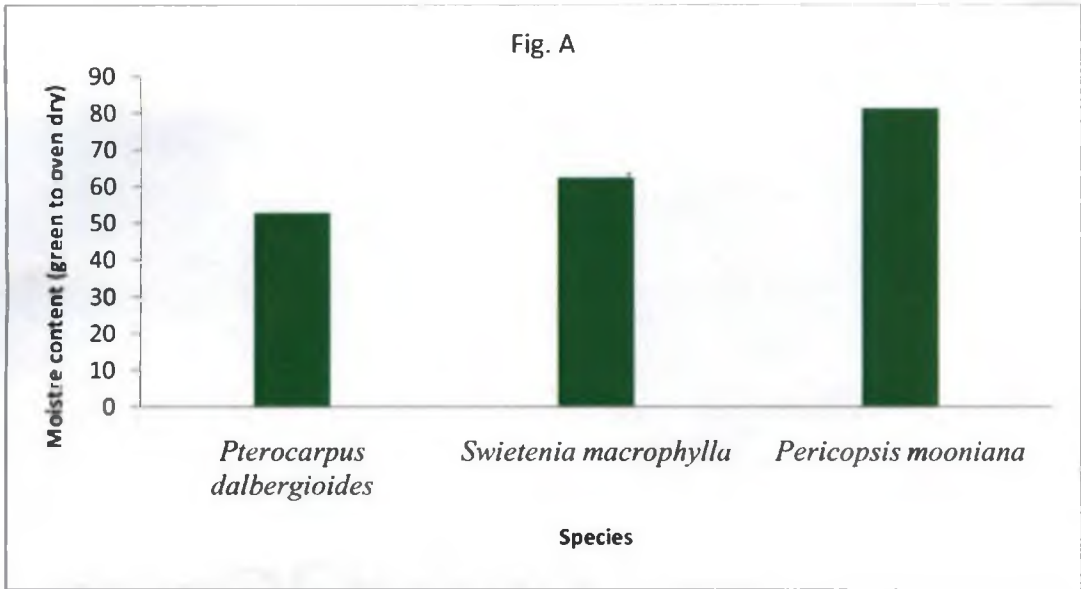 Fig. A
Moistre content (green to oven dry)
90
80
70
60
50
40
30
20
10
0
Pterocarpus Swietenia macrophylla Pericopsis mooniana
dalbergioides
Species